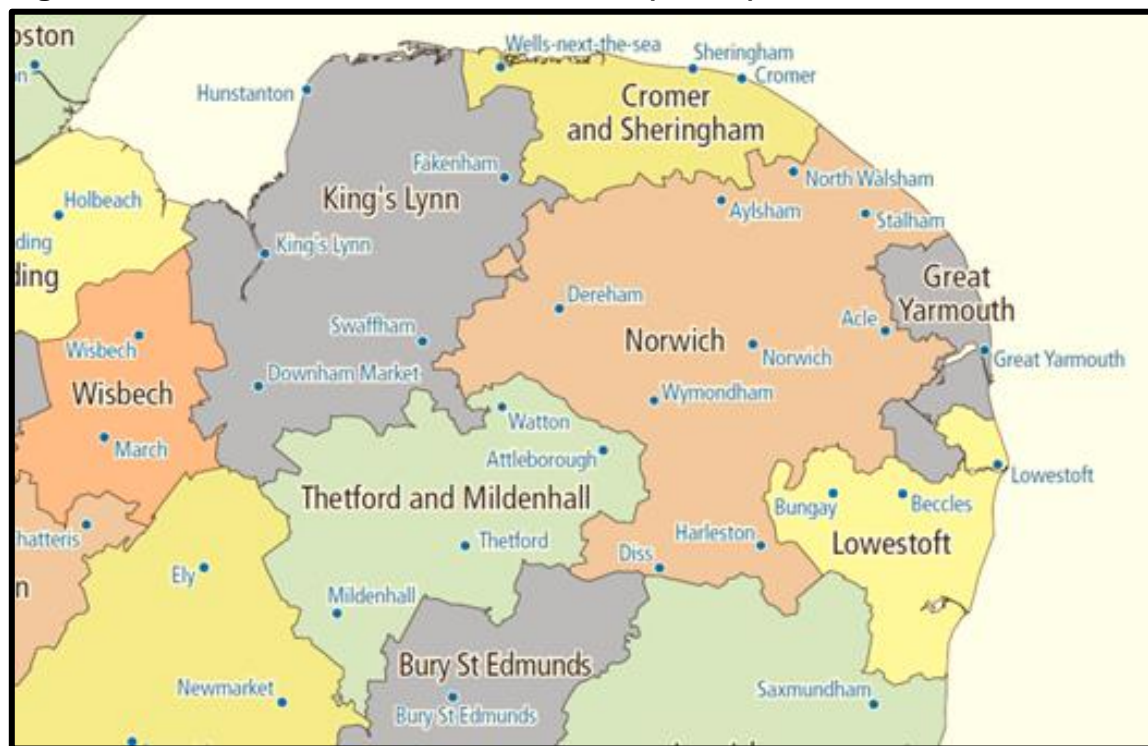 oston
Wells-next-the-sea
Sheringham
Cromer
Hunstanton
Cromer
and Sheringham
Fakenham
North Walsham
Holbeach
King's Lynn
Aylsham
Stalham
ding
King's Lynn
ding
Great
Yarmouth
Dereham
Swaffham
Norwich
Acle
Wisbech
Norwich
Great Yarmouth
Downham Market
Wisbech
Wymondham
Watton
March
Attleborough
Lowestoft
Thetford and Mildenhall
Bungay
Beccles
hatteris
Thetford
Harleston
Lowestoft
Diss
Ely
n
Mildenhall
Bury St Edmunds
Newmarket
Saxmundham
Bury St Edmunds